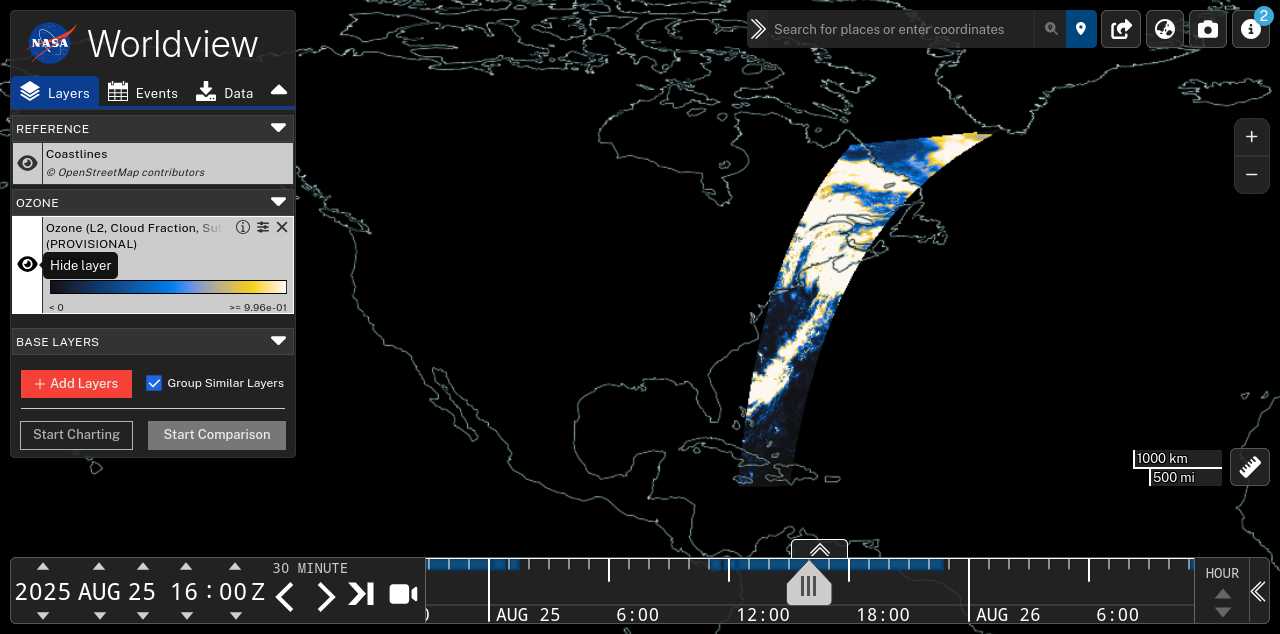 NASA Worldview
Search for places or enter coordinates
2
Layers Events Data
REFERENCE
Coastlines
© OpenStreetMap contributors
OZONE
Ozone (L2, Cloud Fraction,
(PROVISIONAL)
Hide layer
< 0 >= 9.96e-01
BASE LAYERS
+ Add Layers Group Similar Layers
Start Charting Start Comparison
1000 km
500 mi
2025 AUG 25 16:00 Z
30 MINUTE
AUG 25 6:00 12:00 18:00 AUG 26 6:00
HOUR